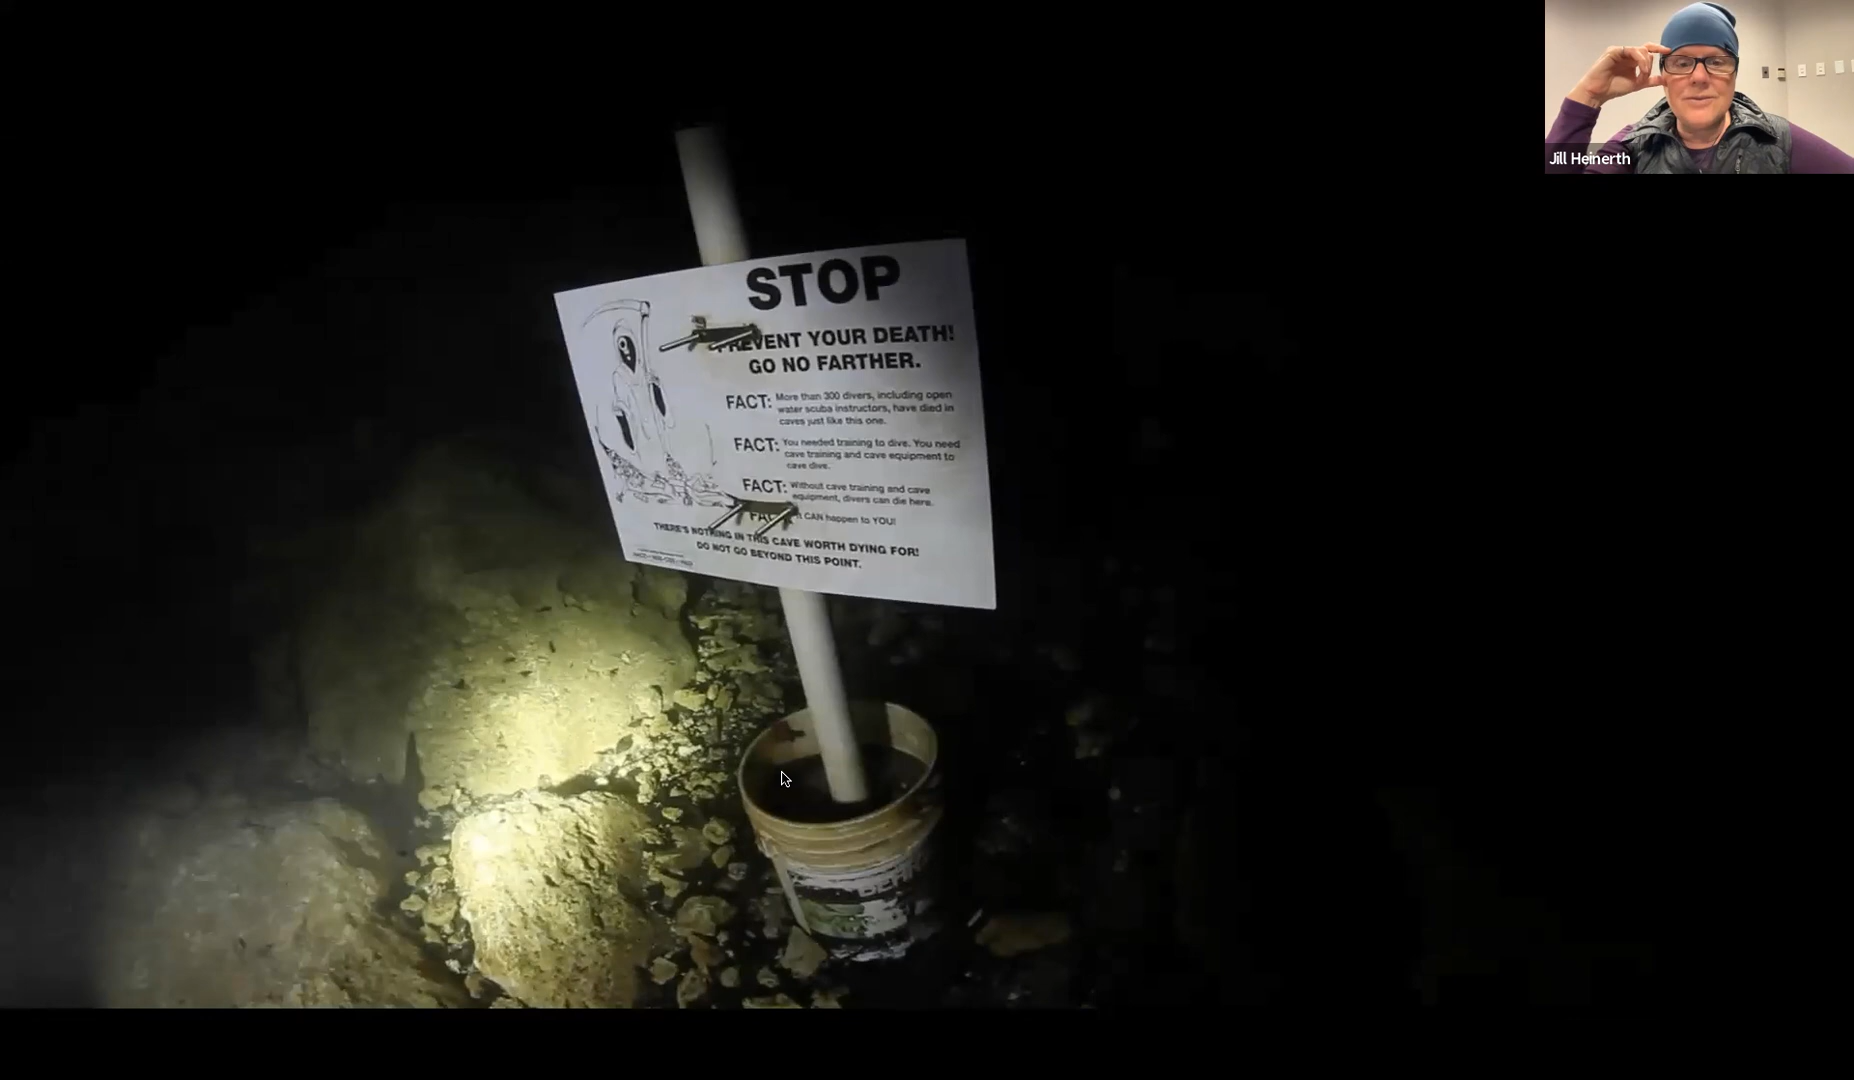 Jill Heinerth
STOP
PREVENT YOUR DEATH!
GO NO FARTHER.
FACT: More than 300 divers, including open
water scuba instructors, have died in
caves just like this one.
FACT: You needed training to dive. You need
cave training and cave equipment to
cave dive.
FACT: Without cave training and cave
equipment, divers can die here.
FACT: It CAN happen to YOU!
THERE'S NOTHING IN THIS CAVE WORTH DYING FOR!
DO NOT GO BEYOND THIS POINT.